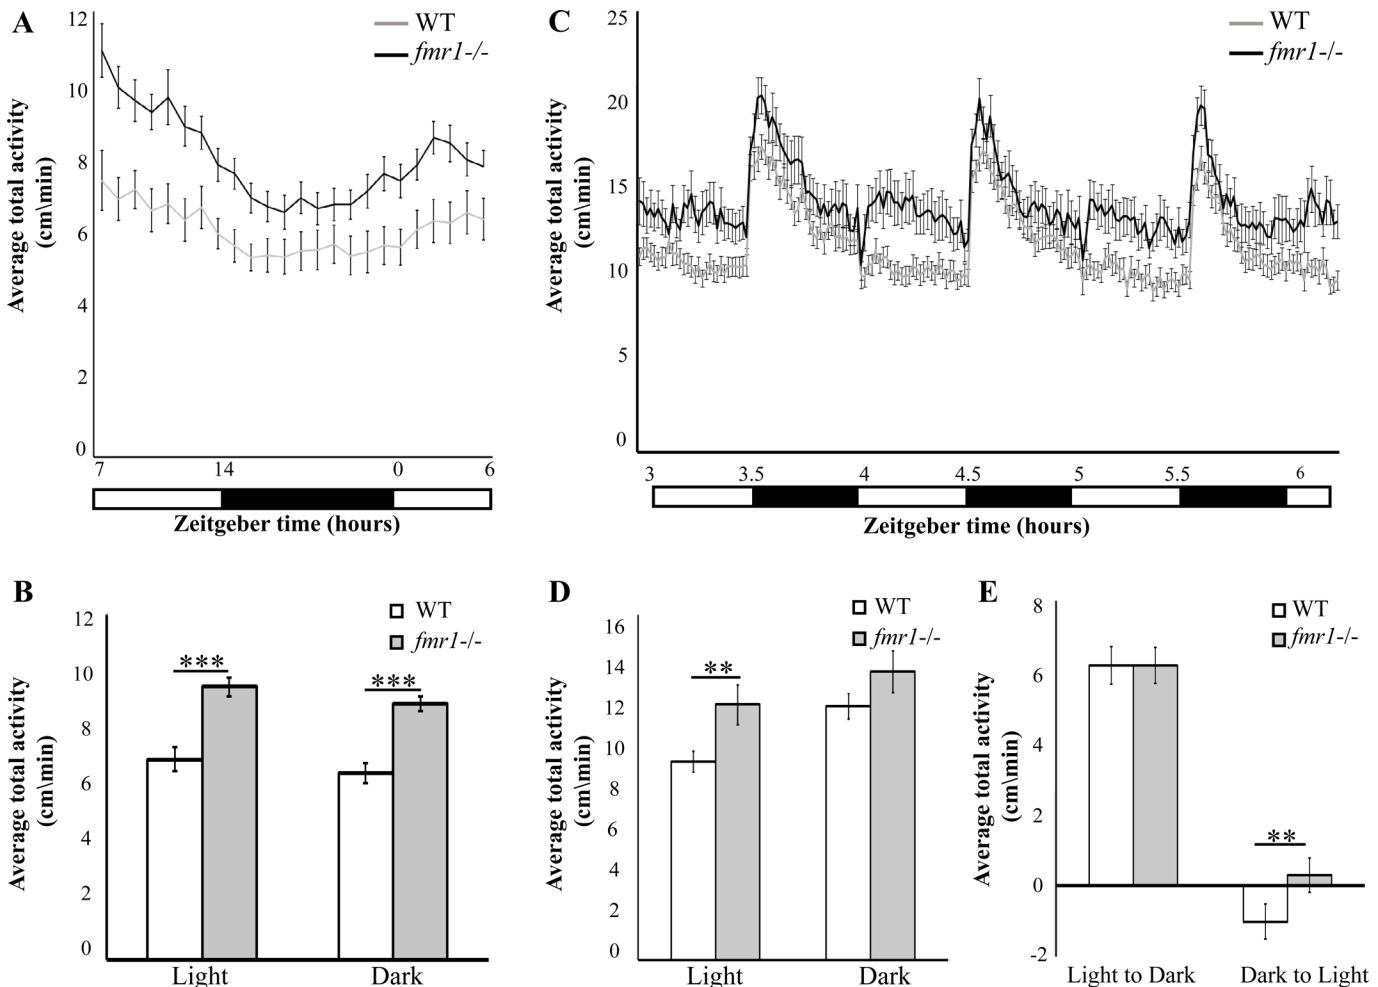 A
WT
fmr1-/-
12
10
8
6
4
2
0
Average total activity
(cm\min)
7
14
0
6
Zeitgeber time (hours)
C
WT
fmr1-/-
25
20
15
10
5
0
Average total activity
(cm\min)
3
3.5
4
4.5
5
5.5
6
Zeitgeber time (hours)
B
WT
fmr1-/-
12
10
8
6
4
2
0
Average total activity
(cm\min)
***
***
Light
Dark
D
WT
fmr1-/-
16
14
12
10
8
6
4
2
0
Average total activity
(cm\min)
**
Light
Dark
E
WT
fmr1-/-
8
6
4
2
0
-2
Average total activity
(cm\min)
**
Light to Dark
Dark to Light